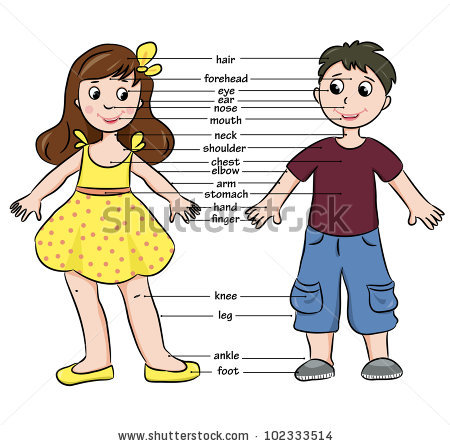 hair
forehead
eye
ear
nose
mouth
neck
shoulder
chest
elbow
arm
stomach
hand
finger
knee
leg
ankle
foot
shutterstock
www.shutterstock.com · 102333514